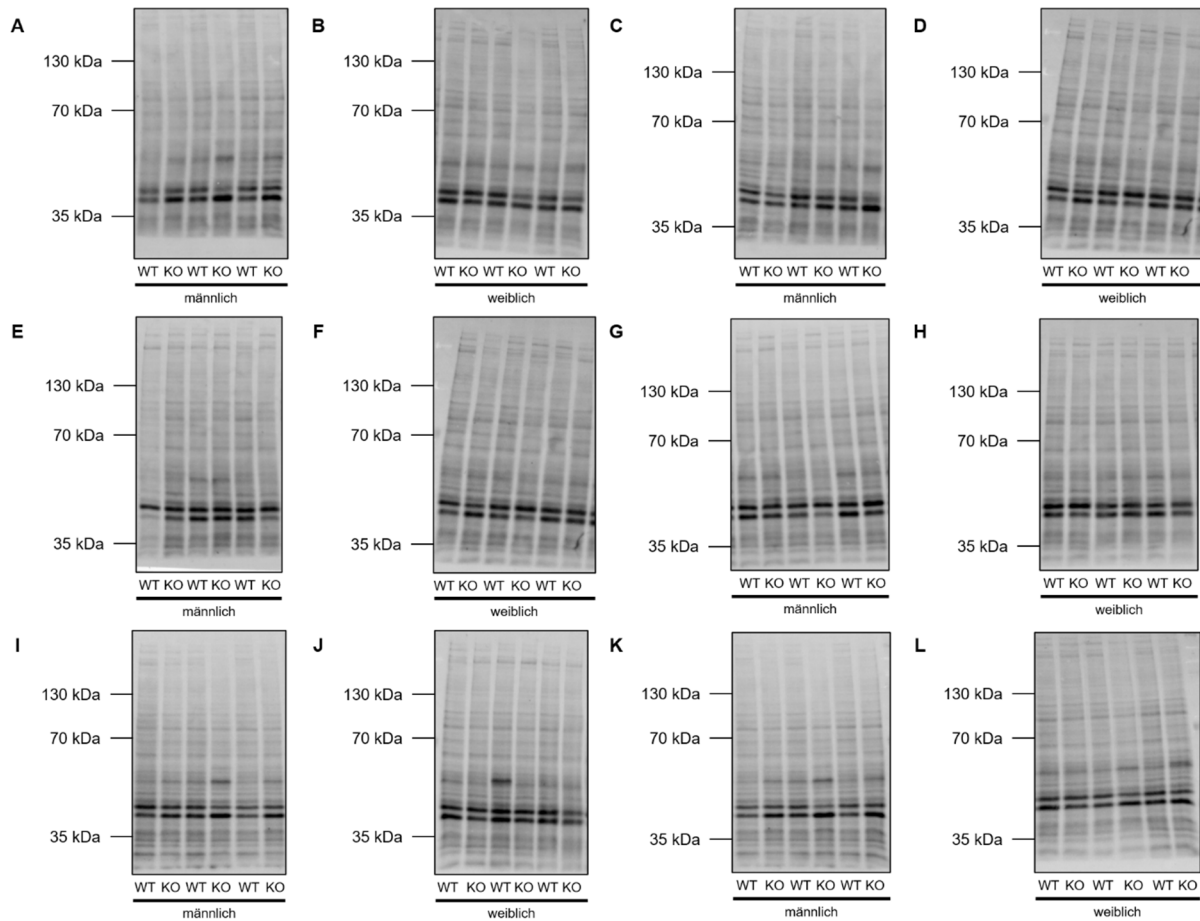 A B C D
130 kDa 130 kDa 130 kDa 130 kDa
70 kDa 70 kDa 70 kDa 70 kDa
35 kDa 35 kDa 35 kDa 35 kDa
WT KO WT KO WT KO WT KO WT KO WT KO WT KO WT KO WT KO WT KO WT KO WT KO
männlich weiblich männlich weiblich
E F G H
130 kDa 130 kDa 130 kDa 130 kDa
70 kDa 70 kDa 70 kDa 70 kDa
35 kDa 35 kDa 35 kDa 35 kDa
WT KO WT KO WT KO WT KO WT KO WT KO WT KO WT KO WT KO WT KO WT KO WT KO
männlich weiblich männlich weiblich
I J K L
130 kDa 130 kDa 130 kDa 130 kDa
70 kDa 70 kDa 70 kDa 70 kDa
35 kDa 35 kDa 35 kDa 35 kDa
WT KO WT KO WT KO WT KO WT KO WT KO WT KO WT KO WT KO WT KO WT KO WT KO
männlich weiblich männlich weiblich